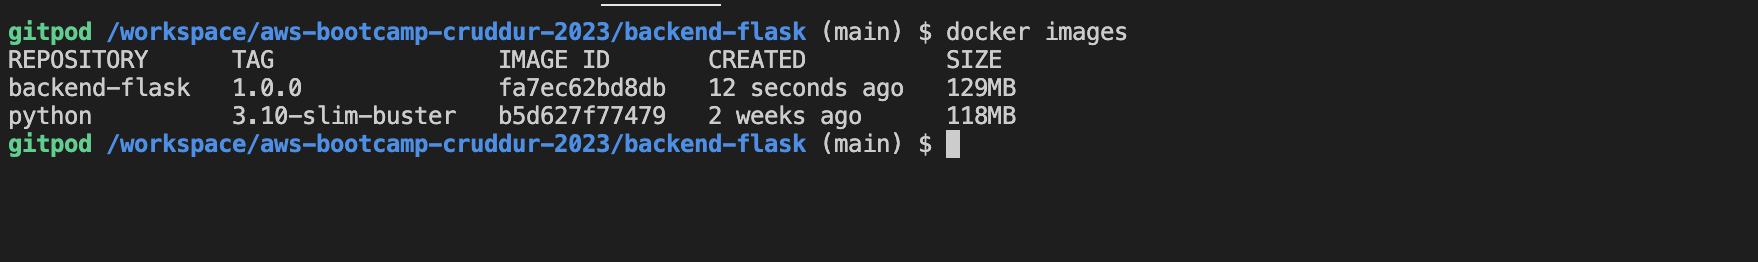 gitpod /workspace/aws-bootcamp-cruddur-2023/backend-flask (main) $ docker images
REPOSITORY      TAG                IMAGE ID       CREATED          SIZE
backend-flask   1.0.0              fa7ec62bd8db   12 seconds ago   129MB
python          3.10-slim-buster   b5d627f77479   2 weeks ago      118MB
gitpod /workspace/aws-bootcamp-cruddur-2023/backend-flask (main) $